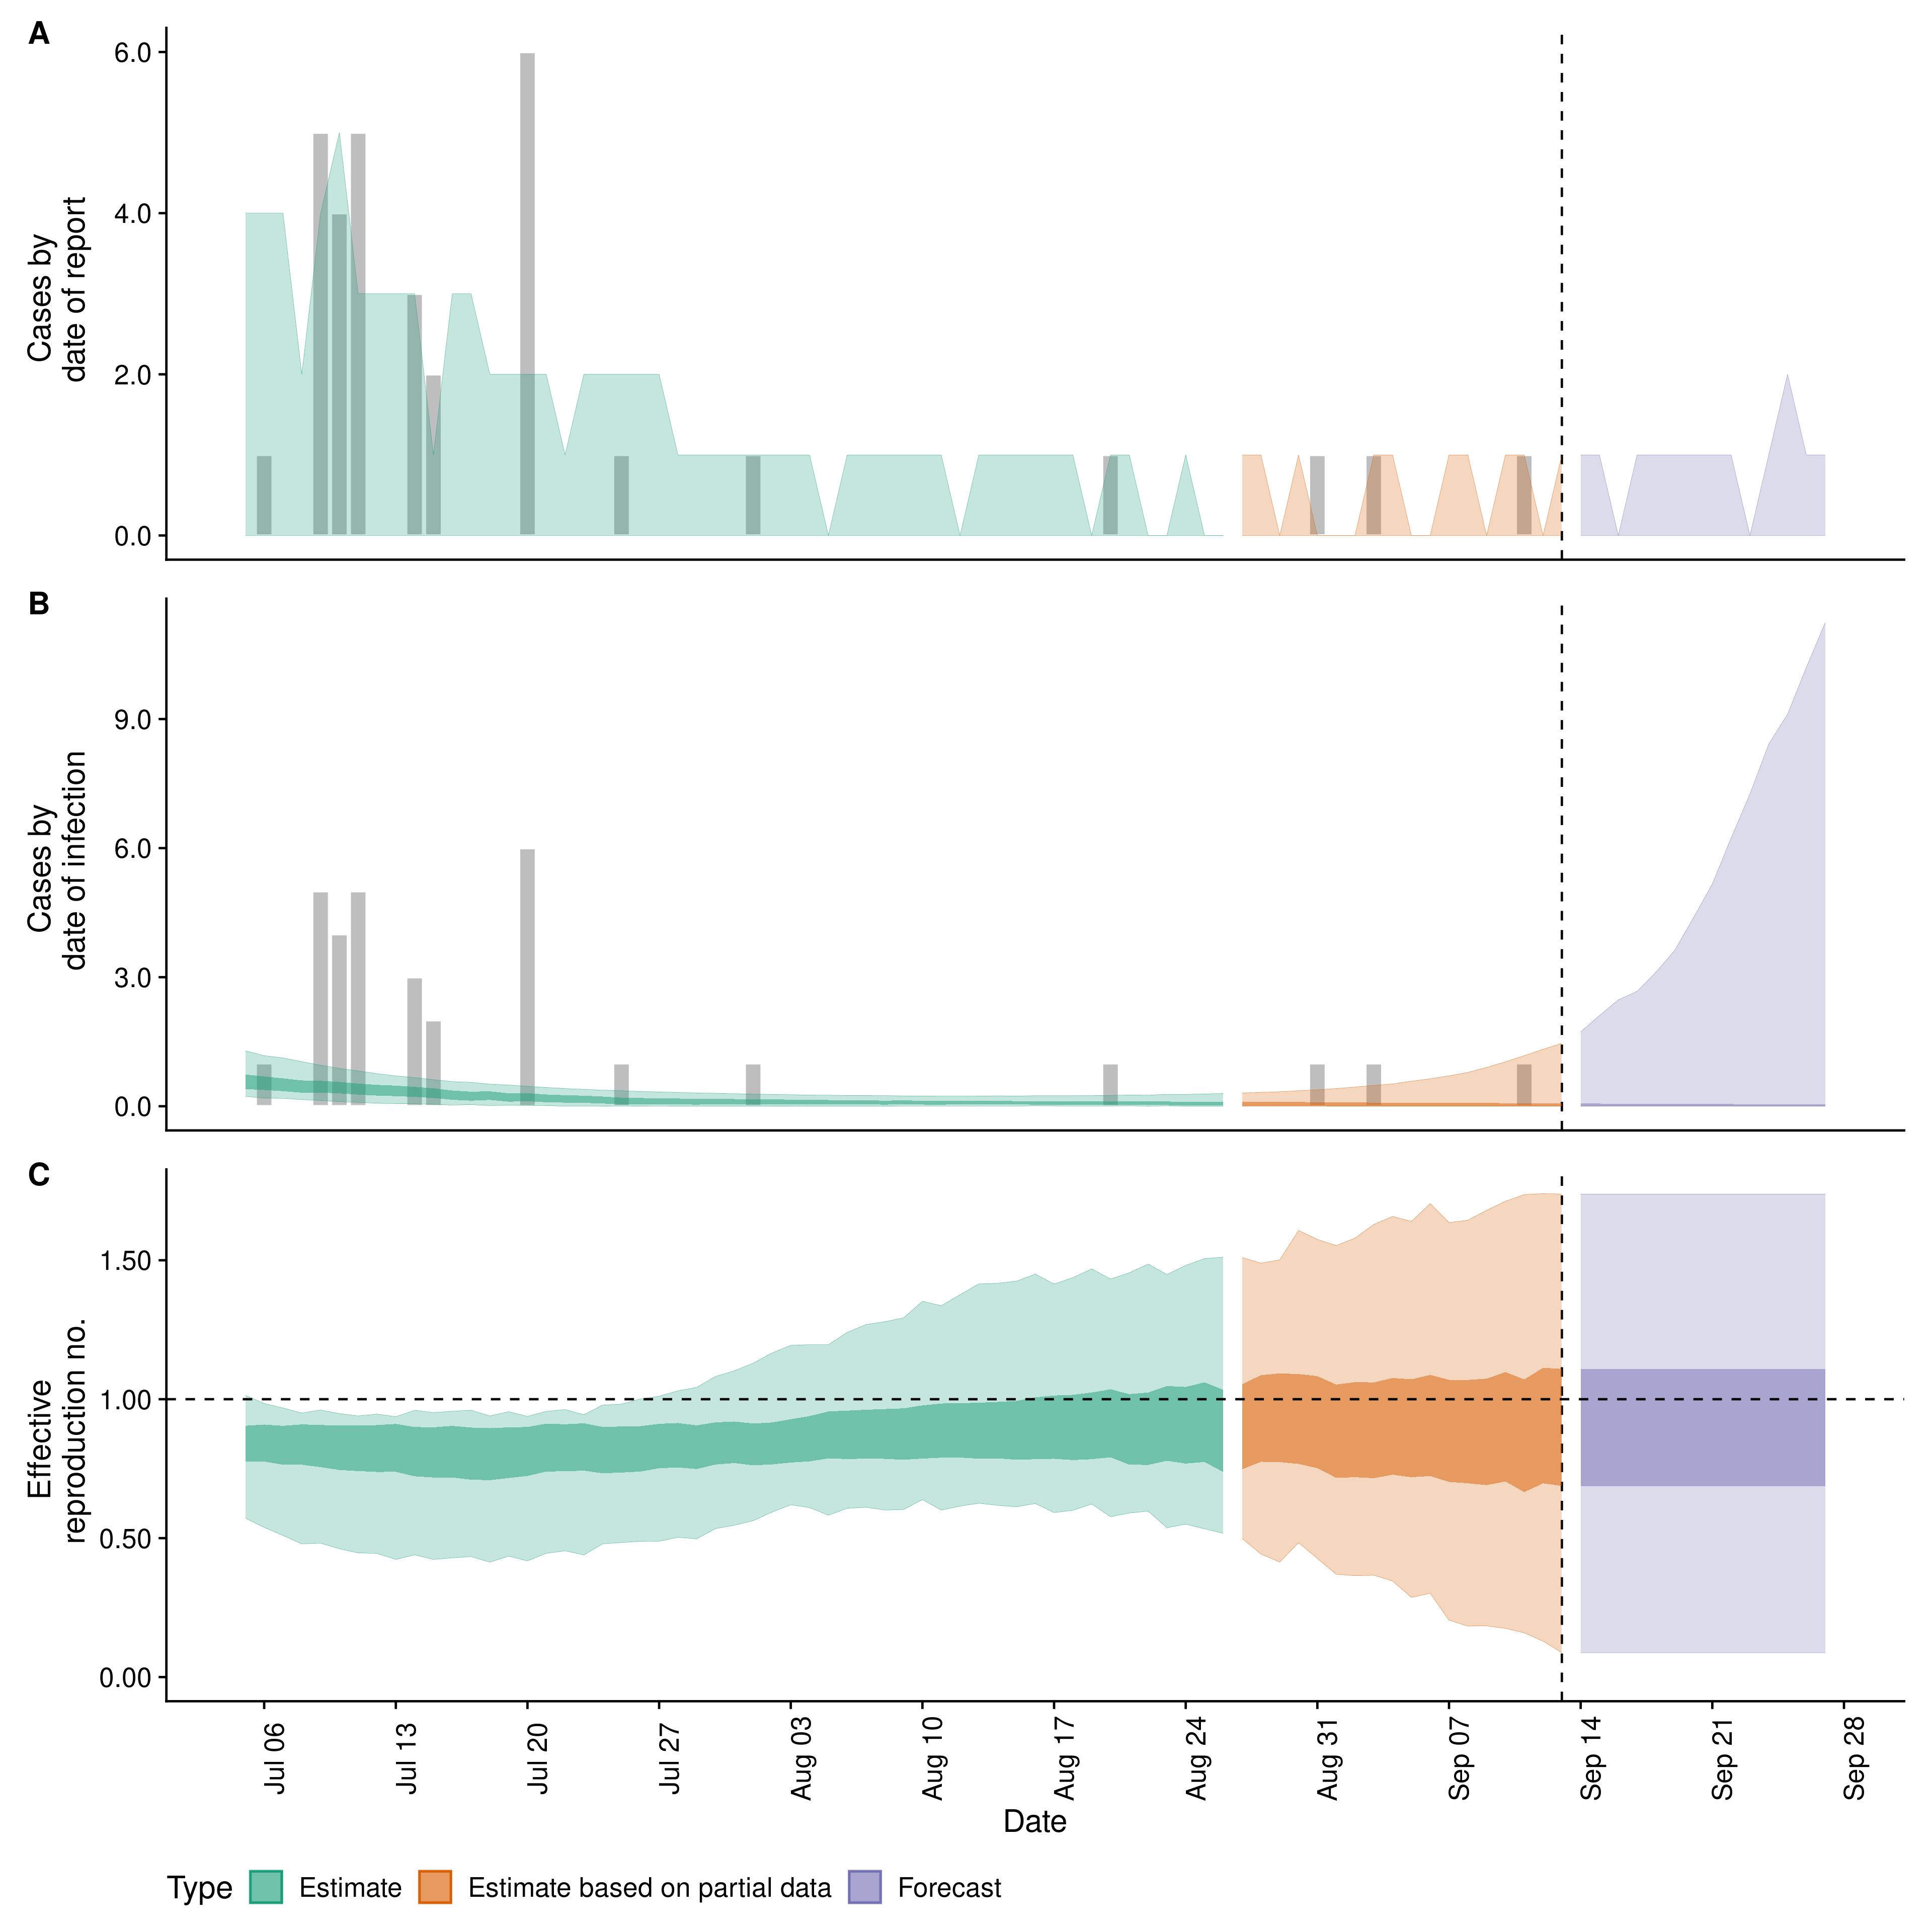 A
Cases by
date of report
6.0
4.0
2.0
0.0
B
Cases by
date of infection
9.0
6.0
3.0
0.0
C
Effective
reproduction no.
1.50
1.00
0.50
0.00
Jul 06
Jul 13
Jul 20
Jul 27
Aug 03
Aug 10
Aug 17
Aug 24
Aug 31
Sep 07
Sep 14
Sep 21
Sep 28
Date
Type Estimate Estimate based on partial data Forecast